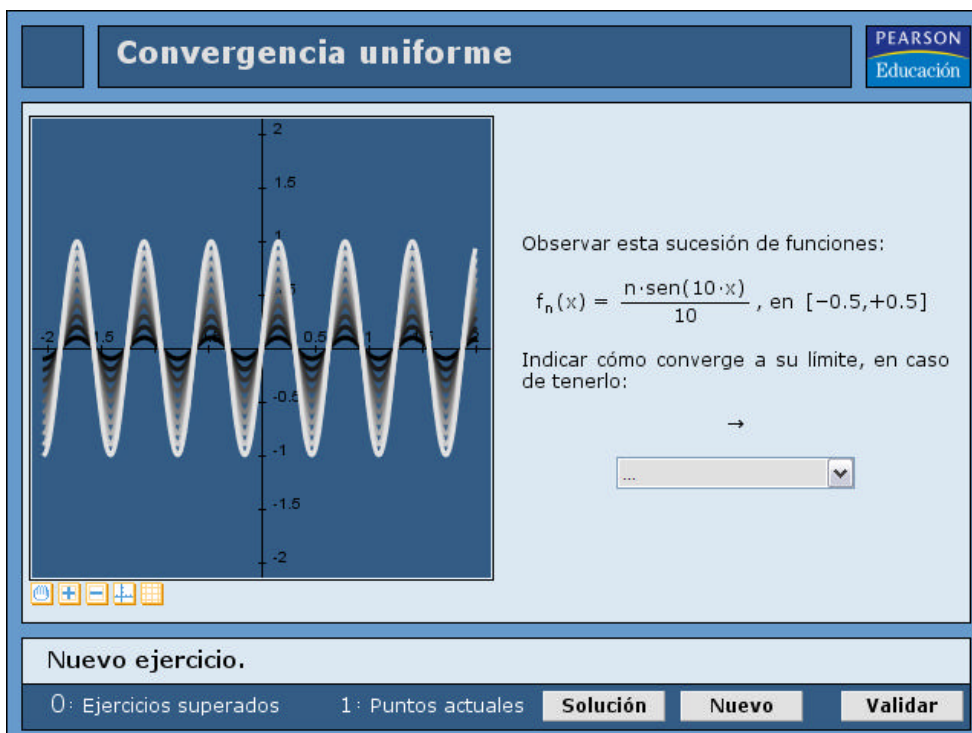 Convergencia uniforme
PEARSON
Educación
2
1.5
1
.5
-2
1.5
0.5
1
2
-0.5
-1
-1.5
-2
Observar esta sucesión de funciones:
fₙ(x) = n·sen(10·x)/10 , en [−0.5,+0.5]
Indicar cómo converge a su límite, en caso
de tenerlo:
→
...
Nuevo ejercicio.
0: Ejercicios superados 1: Puntos actuales Solución Nuevo Validar